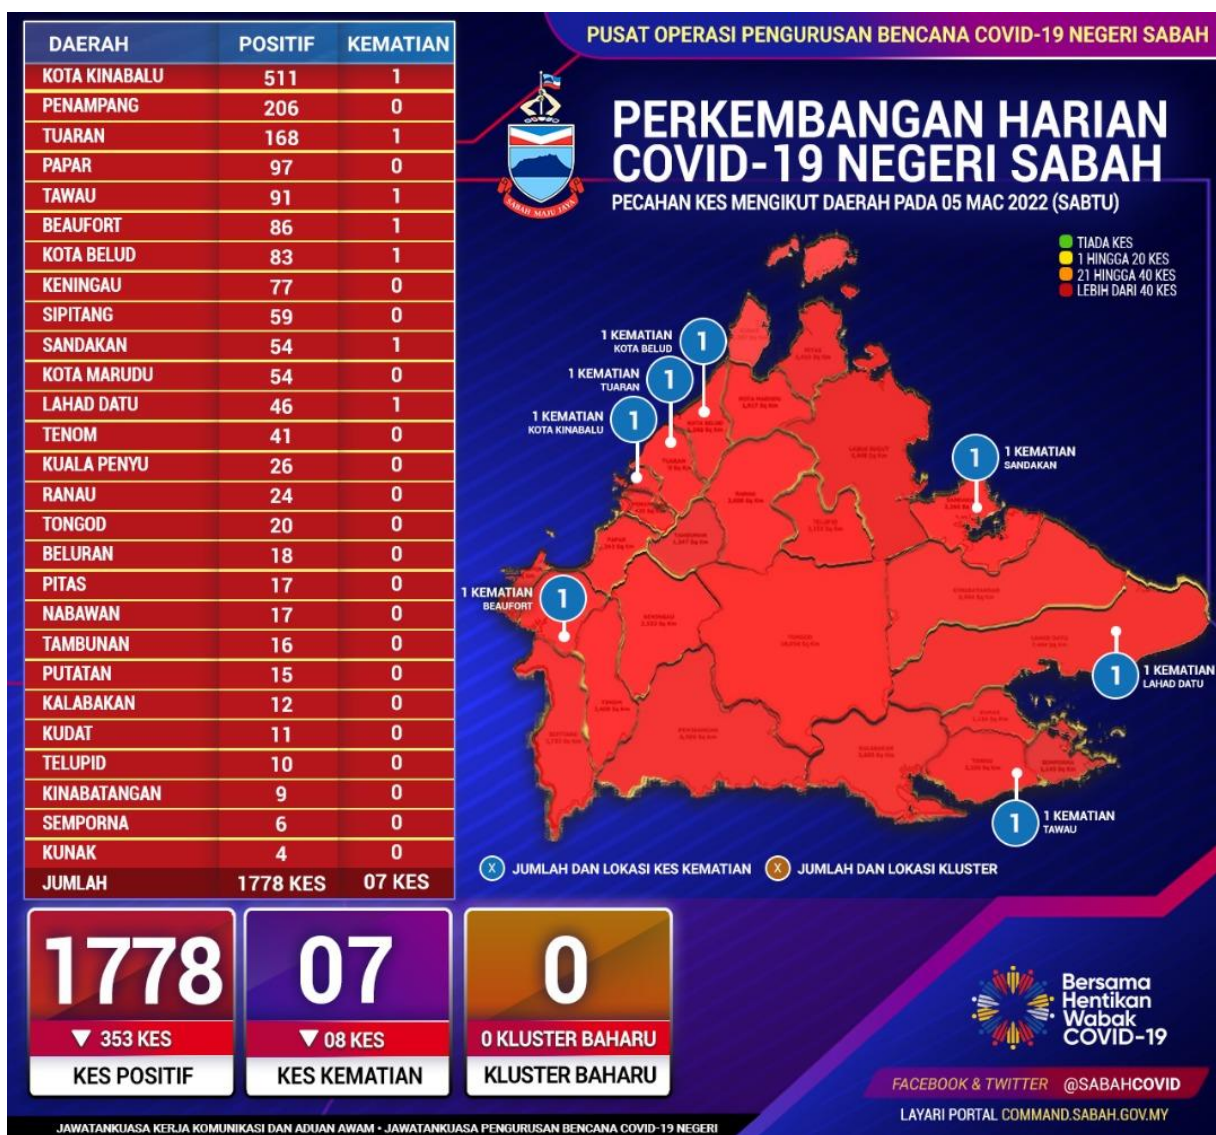 DAERAH POSITIF KEMATIAN
KOTA KINABALU 511 1
PENAMPANG 206 0
TUARAN 168 1
PAPAR 97 0
TAWAU 91 1
BEAUFORT 86 1
KOTA BELUD 83 1
KENINGAU 77 0
SIPITANG 59 0
SANDAKAN 54 1
KOTA MARUDU 54 0
LAHAD DATU 46 1
TENOM 41 0
KUALA PENYU 26 0
RANAU 24 0
TONGOD 20 0
BELURAN 18 0
PITAS 17 0
NABAWAN 17 0
TAMBUNAN 16 0
PUTATAN 15 0
KALABAKAN 12 0
KUDAT 11 0
TELUPID 10 0
KINABATANGAN 9 0
SEMPORNA 6 0
KUNAK 4 0
JUMLAH 1778 KES 07 KES
PUSAT OPERASI PENGURUSAN BENCANA COVID-19 NEGERI SABAH
SABAH MAJU JAYA
PERKEMBANGAN HARIAN
COVID-19 NEGERI SABAH
PECAHAN KES MENGIKUT DAERAH PADA 05 MAC 2022 (SABTU)
TIADA KES
1 HINGGA 20 KES
21 HINGGA 40 KES
LEBIH DARI 40 KES
1 KEMATIAN
KOTA BELUD
1
1 KEMATIAN
TUARAN
1
1 KEMATIAN
KOTA KINABALU
1
1
1 KEMATIAN
SANDAKAN
1 KEMATIAN
BEAUFORT
1
1
1 KEMATIAN
LAHAD DATU
1
1 KEMATIAN
TAWAU
X JUMLAH DAN LOKASI KES KEMATIAN
X JUMLAH DAN LOKASI KLUSTER
1778
▼ 353 KES
KES POSITIF
07
▼ 08 KES
KES KEMATIAN
0
0 KLUSTER BAHARU
KLUSTER BAHARU
Bersama
Hentikan
Wabak
COVID-19
FACEBOOK & TWITTER @SABAHCOVID
LAYARI PORTAL COMMAND.SABAH.GOV.MY
JAWATANKUASA KERJA KOMUNIKASI DAN ADUAN AWAM • JAWATANKUASA PENGURUSAN BENCANA COVID-19 NEGERI